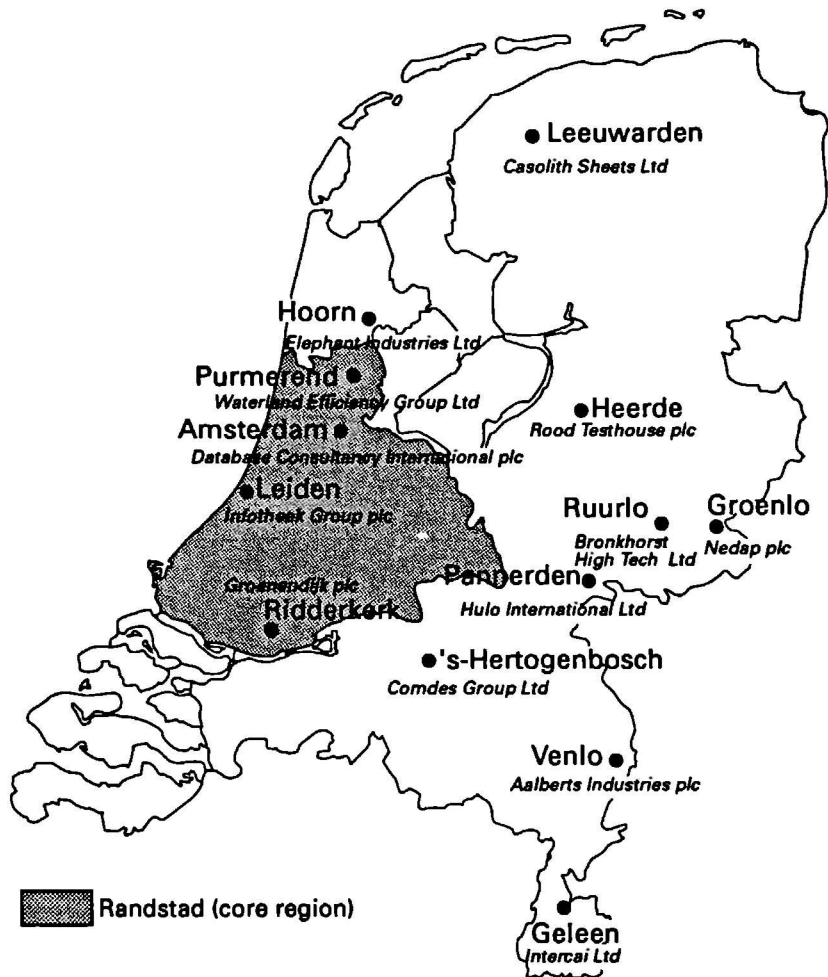 Leeuwarden
Casolith Sheets Ltd
Hoorn
Elephant Industries Ltd
Purmerend
Waterland Efficiency Group Ltd
Heerde
Rood Testhouse plc
Amsterdam
Database Consultancy International plc
Leiden
Infotheek Group plc
Ruurlo
Bronkhorst
High Tech Ltd
Groenlo
Nedap plc
Pannerden
Hulo International Ltd
Groenendijk plc
Ridderkerk
's-Hertogenbosch
Comdes Group Ltd
Venlo
Aalberts Industries plc
Randstad (core region)
Geleen
Intercai Ltd